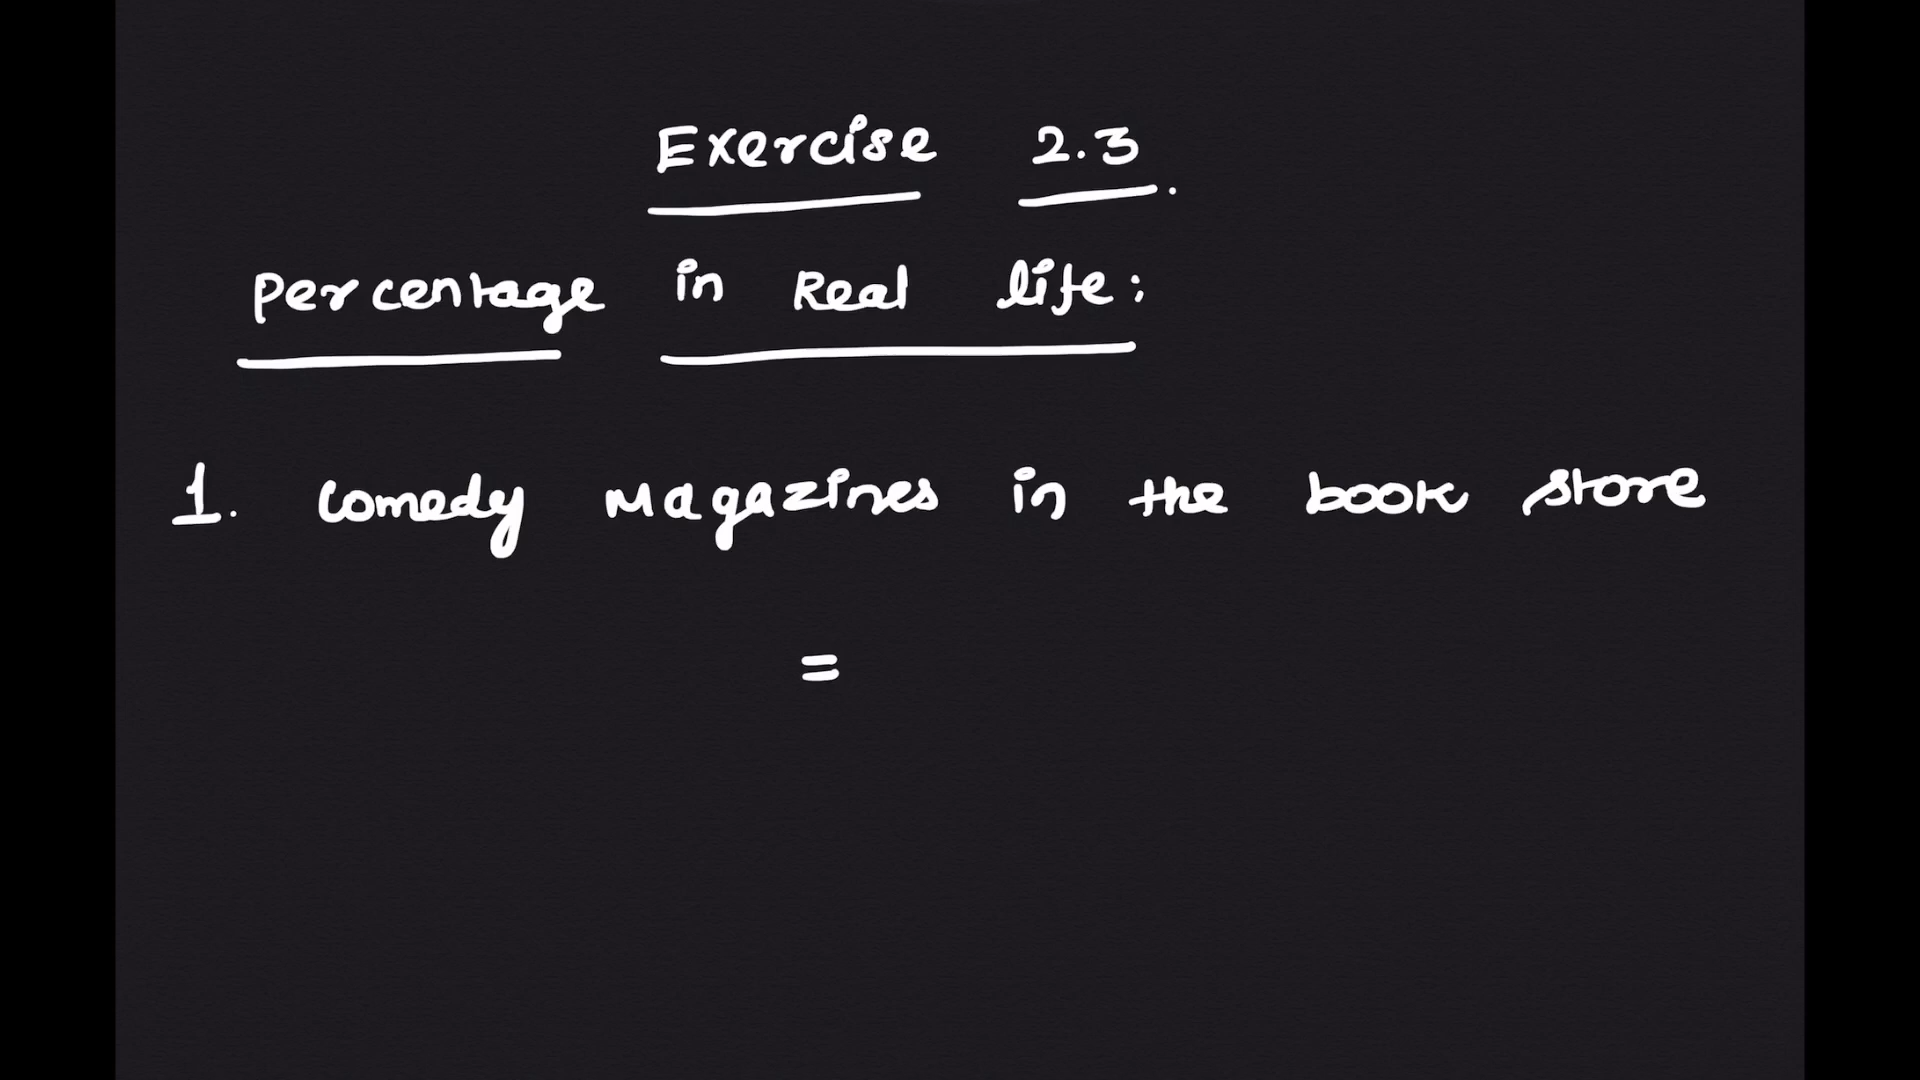 Exercise 2.3.
Percentage in Real life:
1. Comedy Magazines in the book store
=